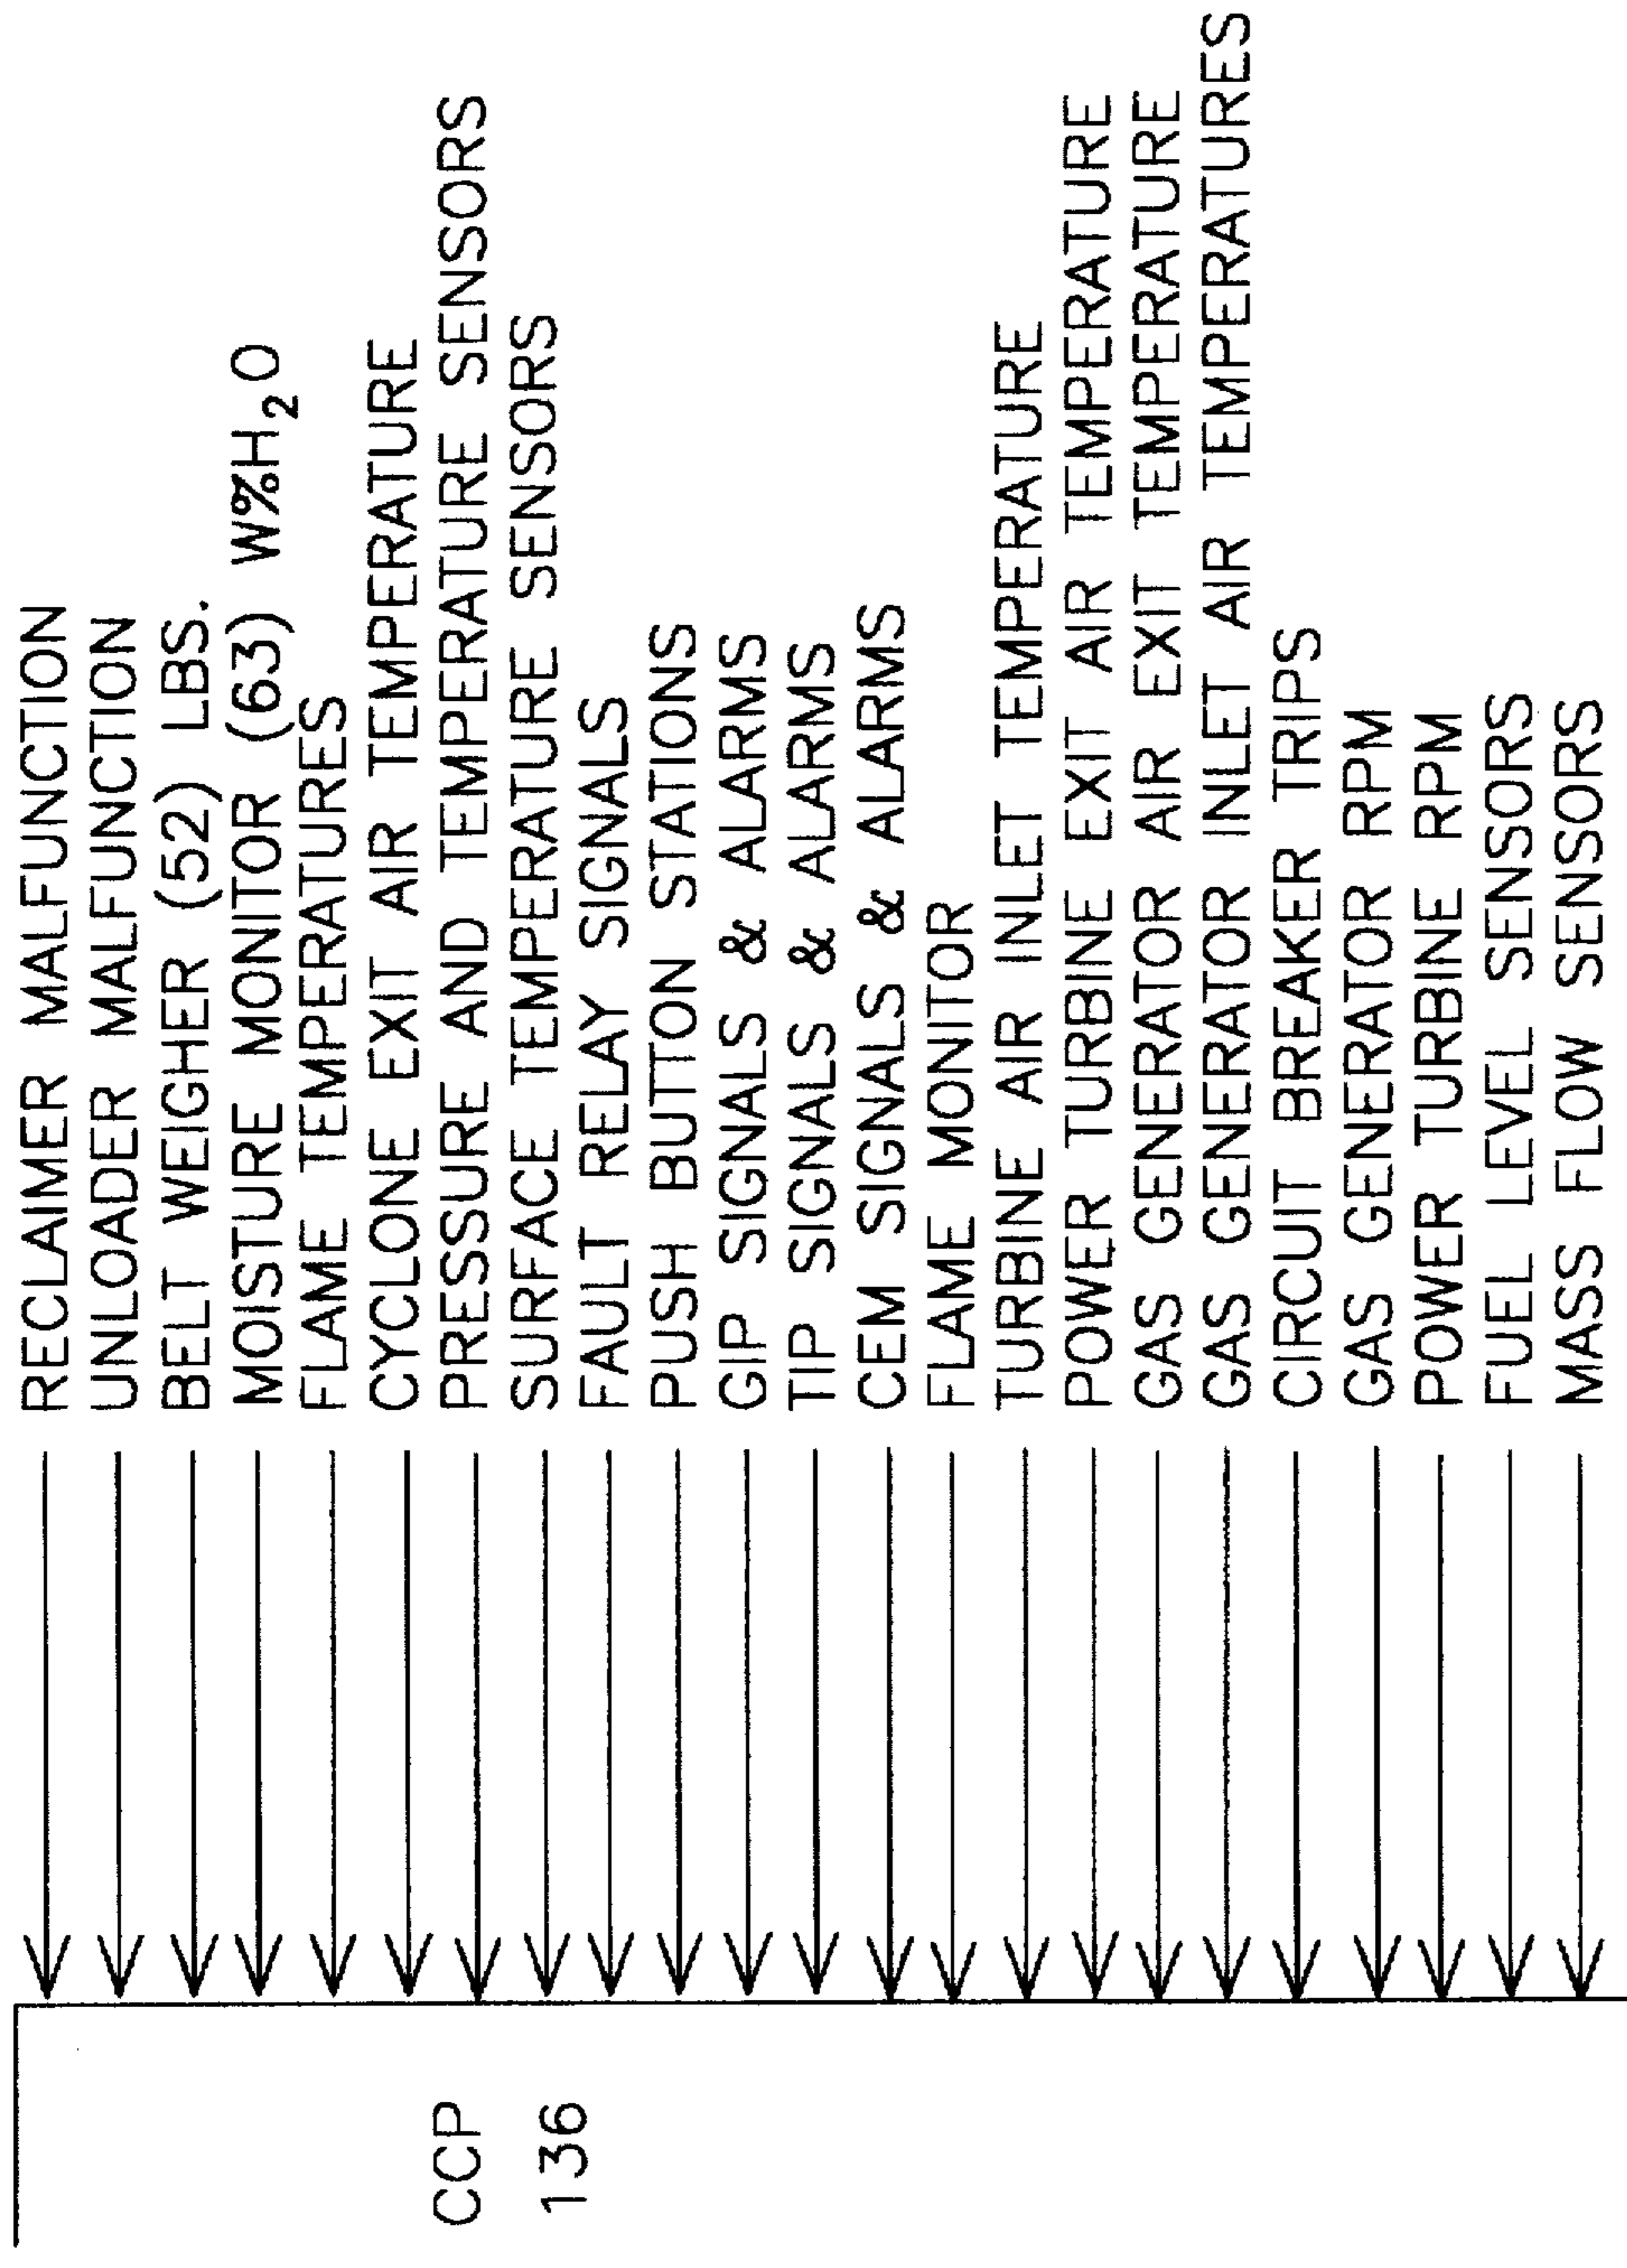 RECLAIMER MALFUNCTION
UNLOADER MALFUNCTION
BELT WEIGHER (52) LBS.
MOISTURE MONITOR (63) W%H₂O
FLAME TEMPERATURES
CYCLONE EXIT AIR TEMPERATURE
PRESSURE AND TEMPERATURE SENSORS
SURFACE TEMPERATURE SENSORS
FAULT RELAY SIGNALS
PUSH BUTTON STATIONS
GIP SIGNALS & ALARMS
TIP SIGNALS & ALARMS
CEM SIGNALS & ALARMS
FLAME MONITOR
TURBINE AIR INLET TEMPERATURE
POWER TURBINE EXIT AIR TEMPERATURE
GAS GENERATOR AIR EXIT TEMPERATURE
GAS GENERATOR INLET AIR TEMPERATURES
CIRCUIT BREAKER TRIPS
GAS GENERATOR RPM
POWER TURBINE RPM
FUEL LEVEL SENSORS
MASS FLOW SENSORS
CCP
136